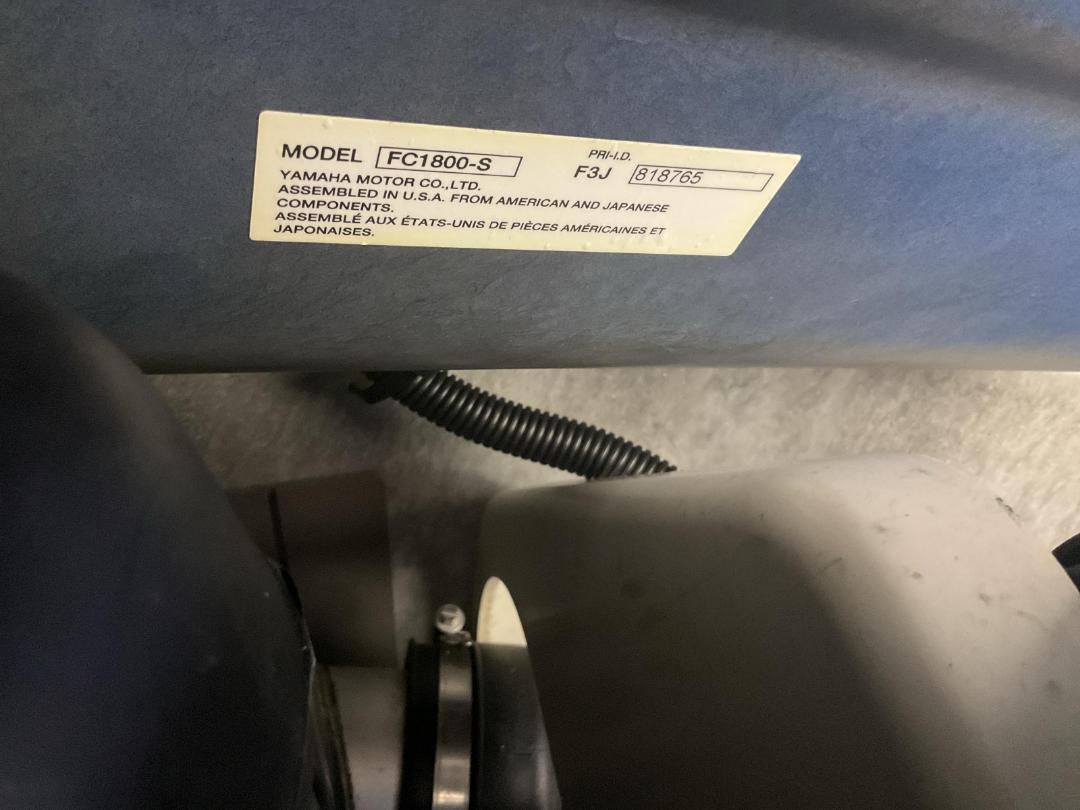 MODEL FC1800-S
PRI-I.D.
F3J 818765
YAMAHA MOTOR CO.,LTD.
ASSEMBLED IN U.S.A. FROM AMERICAN AND JAPANESE
COMPONENTS.
ASSEMBLÉ AUX ÉTATS-UNIS DE PIÈCES AMÉRICAINES ET
JAPONAISES.